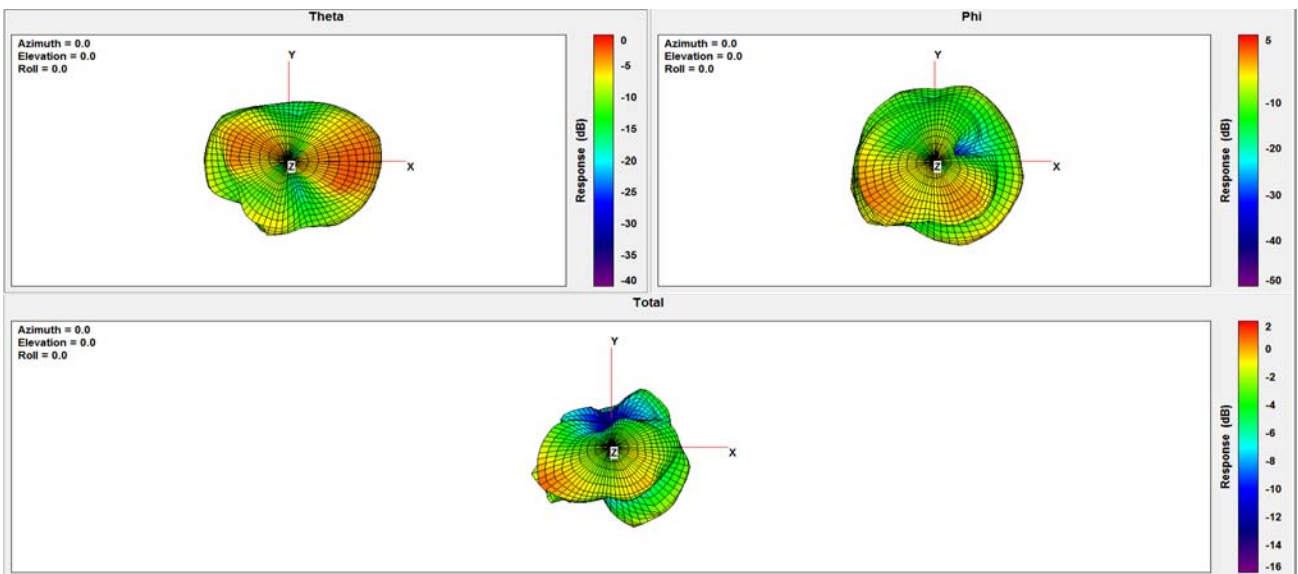 Theta
Azimuth = 0.0
Elevation = 0.0
Roll = 0.0
Y
X
Z
Response (dB)
0
-5
-10
-15
-20
-25
-30
-35
-40
Phi
Azimuth = 0.0
Elevation = 0.0
Roll = 0.0
Y
X
Z
Response (dB)
5
-10
-20
-30
-40
-50
Total
Azimuth = 0.0
Elevation = 0.0
Roll = 0.0
Y
X
Z
Response (dB)
2
0
-2
-4
-6
-8
-10
-12
-14
-16